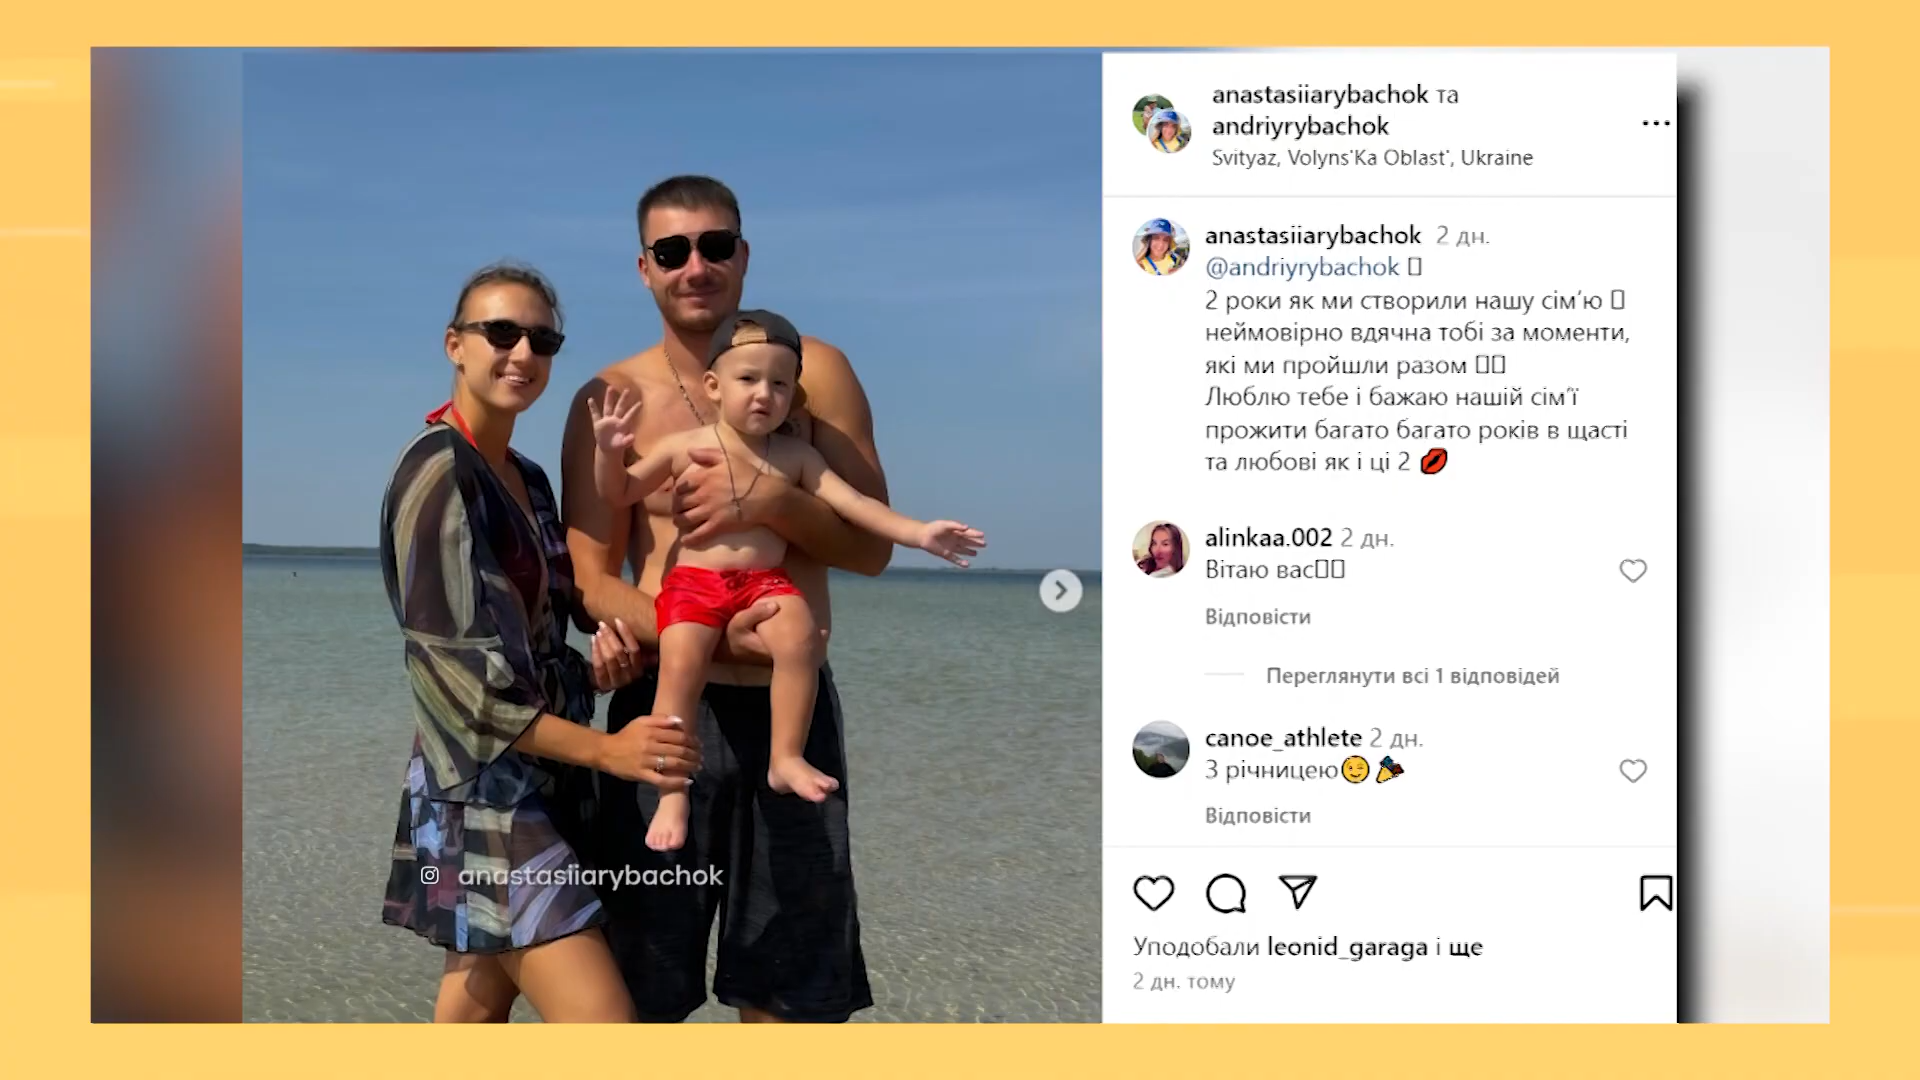 anastasiiarybachok та
andriyrybachok
Svityaz, Volyns'Ka Oblast', Ukraine
anastasiiarybachok 2 дн.
@andriyrybachok
2 роки як ми створили нашу сім’ю
неймовірно вдячна тобі за моменти,
які ми пройшли разом
Люблю тебе і бажаю нашій сім’ї
прожити багато багато років в щасті
та любові як і ці 2 💋
alinkaa.002 2 дн.
Вітаю вас
Відповісти
Переглянути всі 1 відповідей
canoe_athlete 2 дн.
З річницею😉🎉
Відповісти
Уподобали leonid_garaga і ще
2 дн. тому
anastasiiarybachok